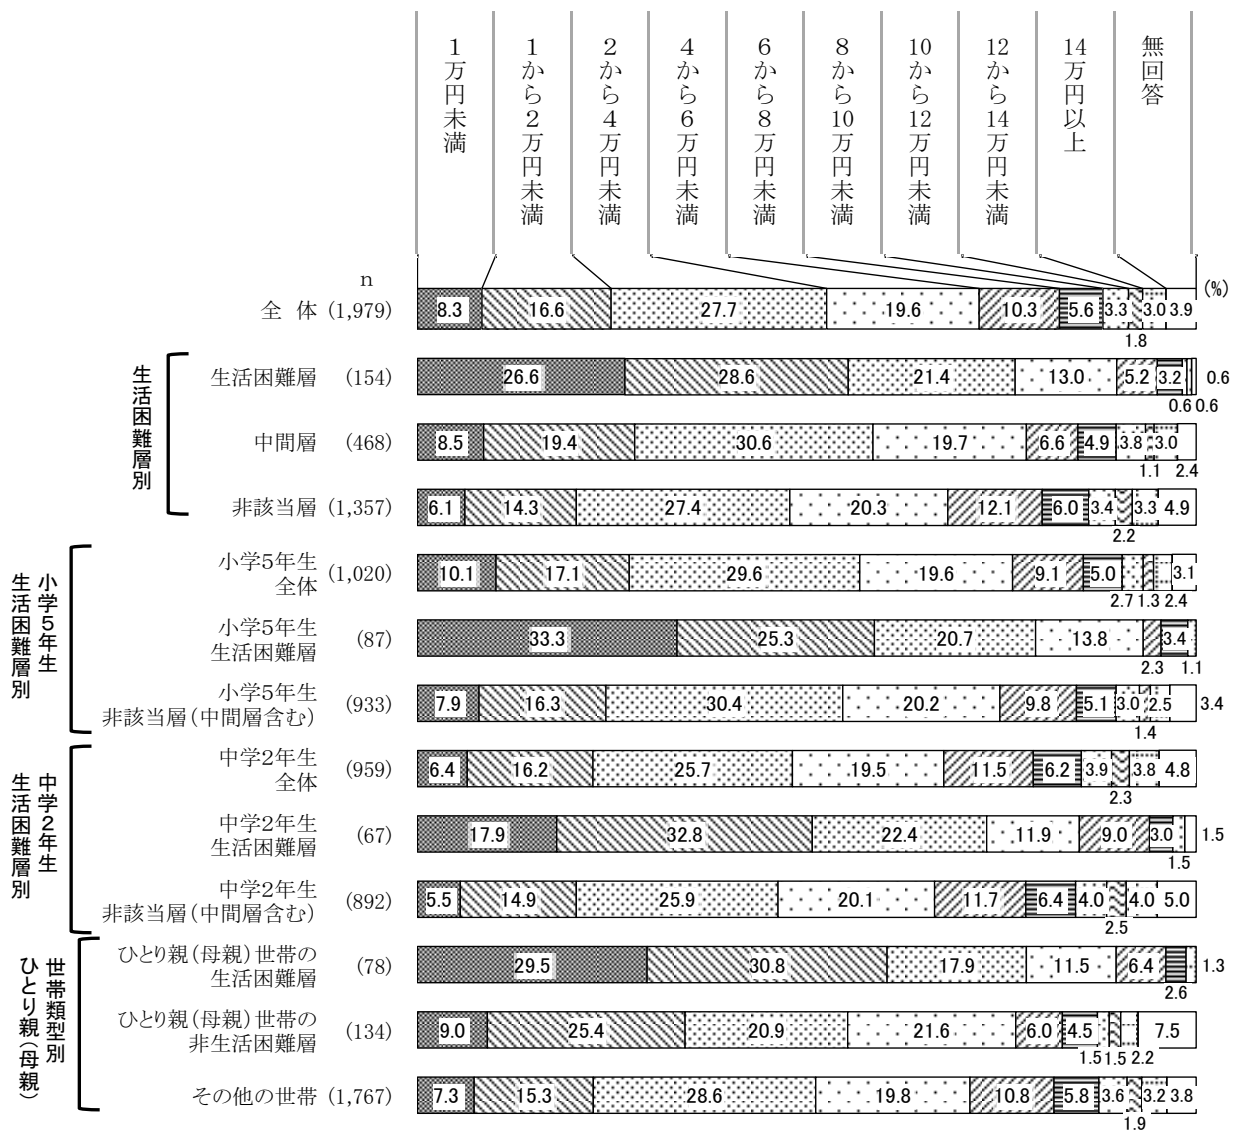 1万円未満
1から2万円未満
2から4万円未満
4から6万円未満
6から8万円未満
8から10万円未満
10から12万円未満
12から14万円未満
14万円以上
無回答
n
(%)
全 体 (1,979) 8.3 16.6 27.7 19.6 10.3 5.6 3.3 3.0 3.9
1.8
生活困難層別
生活困難層 (154) 26.6 28.6 21.4 13.0 5.2 3.2 0.6
0.6 0.6
中間層 (468) 8.5 19.4 30.6 19.7 6.6 4.9 3.8 3.0
1.1 2.4
非該当層 (1,357) 6.1 14.3 27.4 20.3 12.1 6.0 3.4 3.3 4.9
2.2
小学5年生
生活困難層別
小学5年生
全体
(1,020) 10.1 17.1 29.6 19.6 9.1 5.0 3.1
2.7 1.3 2.4
小学5年生
生活困難層
(87) 33.3 25.3 20.7 13.8 3.4
2.3 1.1
小学5年生
非該当層(中間層含む)
(933) 7.9 16.3 30.4 20.2 9.8 5.1 3.0 2.5 3.4
1.4
中学2年生
生活困難層別
中学2年生
全体
(959) 6.4 16.2 25.7 19.5 11.5 6.2 3.9 3.8 4.8
2.3
中学2年生
生活困難層
(67) 17.9 32.8 22.4 11.9 9.0 3.0 1.5
1.5
中学2年生
非該当層(中間層含む)
(892) 5.5 14.9 25.9 20.1 11.7 6.4 4.0 4.0 5.0
2.5
世帯類型別
ひとり親(母親)
ひとり親(母親)世帯の
生活困難層
(78) 29.5 30.8 17.9 11.5 6.4 1.3
2.6
ひとり親(母親)世帯の
非生活困難層
(134) 9.0 25.4 20.9 21.6 6.0 4.5 7.5
1.5 1.5 2.2
その他の世帯 (1,767) 7.3 15.3 28.6 19.8 10.8 5.8 3.6 3.2 3.8
1.9